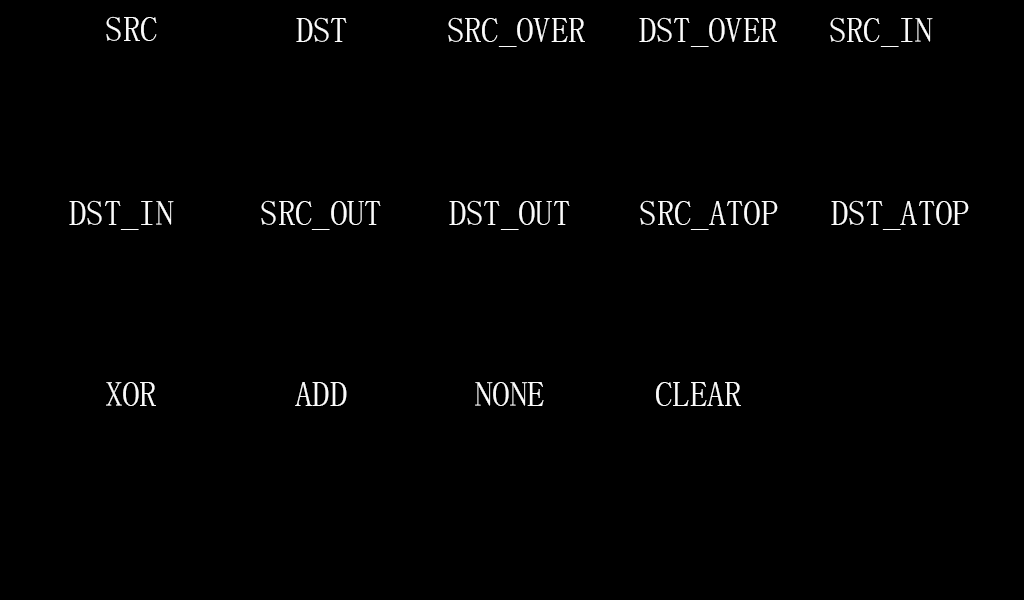 SRC DST SRC_OVER DST_OVER SRC_IN
DST_IN SRC_OUT DST_OUT SRC_ATOP DST_ATOP
XOR ADD NONE CLEAR